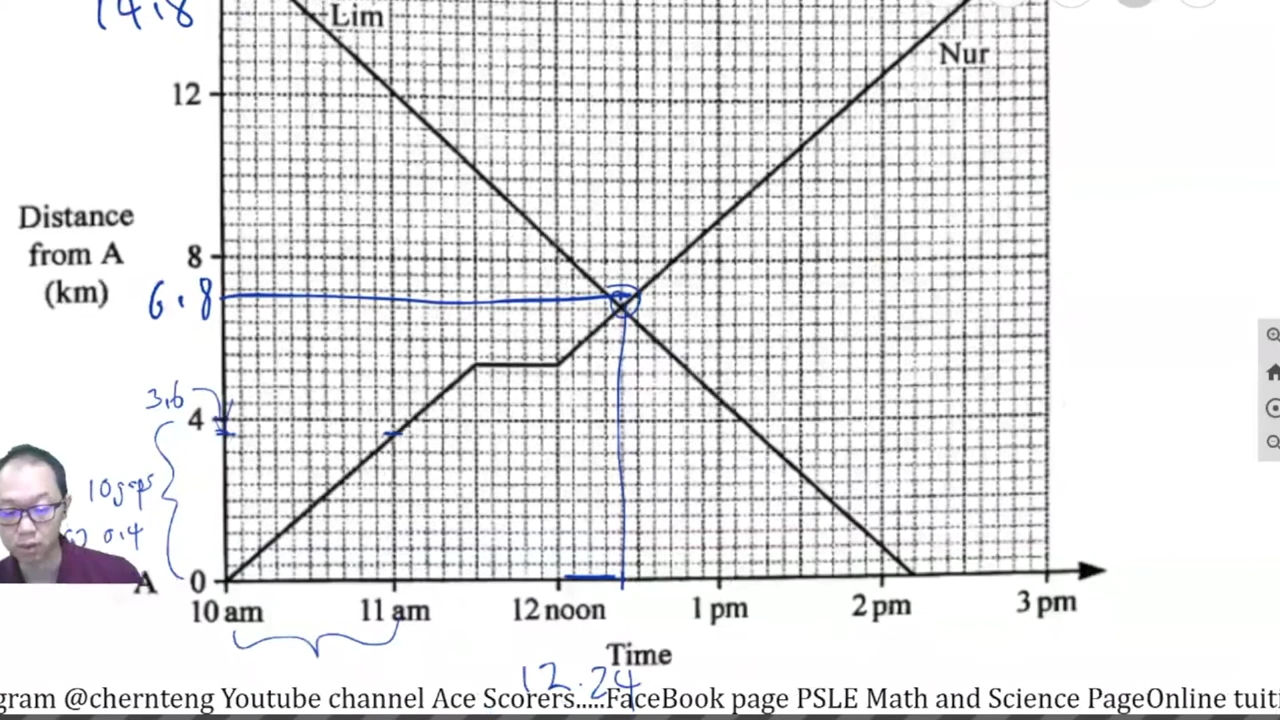 14.8
Lim
Nur
12
Distance
from A
(km)
8
6.8
3.6
4
10 gaps
0.4
A
0
10 am
11 am
12 noon
1 pm
2 pm
3 pm
Time
12.24
gram @chernteng Youtube channel Ace Scorers.....FaceBook page PSLE Math and Science PageOnline tuiti